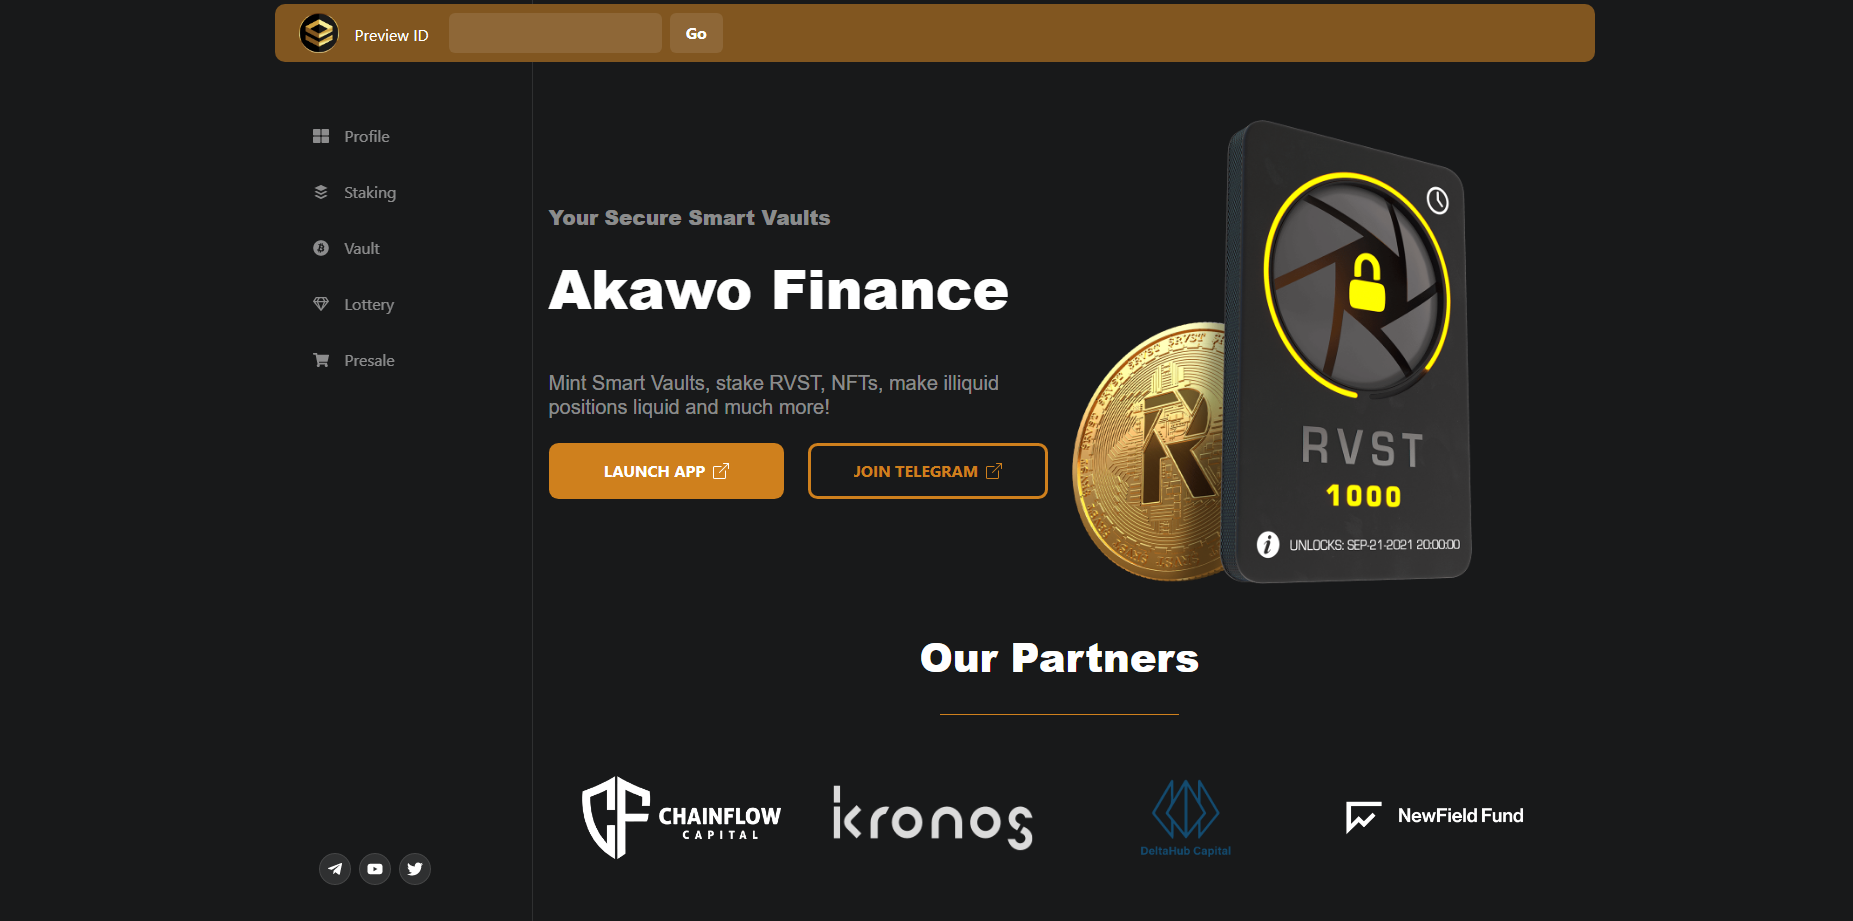 Preview ID
Go
Profile
Staking
Vault
Lottery
Presale
Your Secure Smart Vaults
Akawo Finance
Mint Smart Vaults, stake RVST, NFTs, make illiquid
positions liquid and much more!
LAUNCH APP
JOIN TELEGRAM
RVST
1000
UNLOCKS: SEP-21-2021 20:00:00
Our Partners
CHAINFLOW
CAPITAL
kronos
DeltaHub Capital
NewField Fund